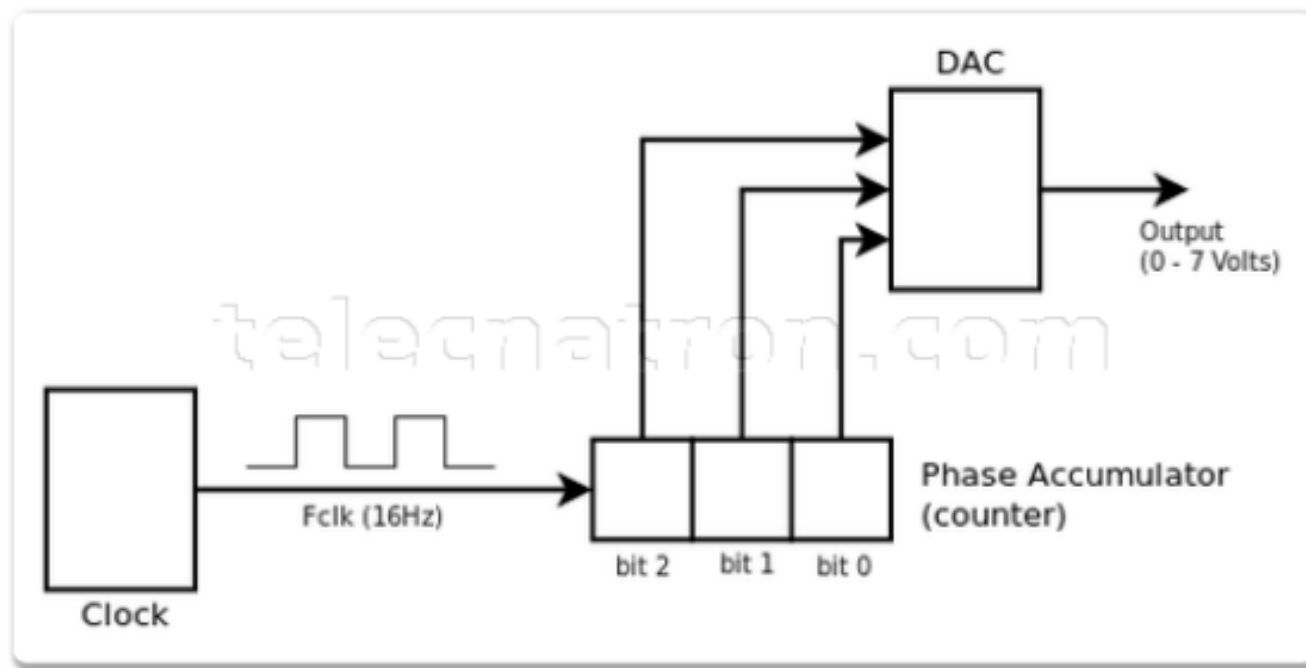 DAC
Output
(0 - 7 Volts)
telecnatron.com
Fclk (16Hz)
Phase Accumulator
(counter)
bit 2 bit 1 bit 0
Clock